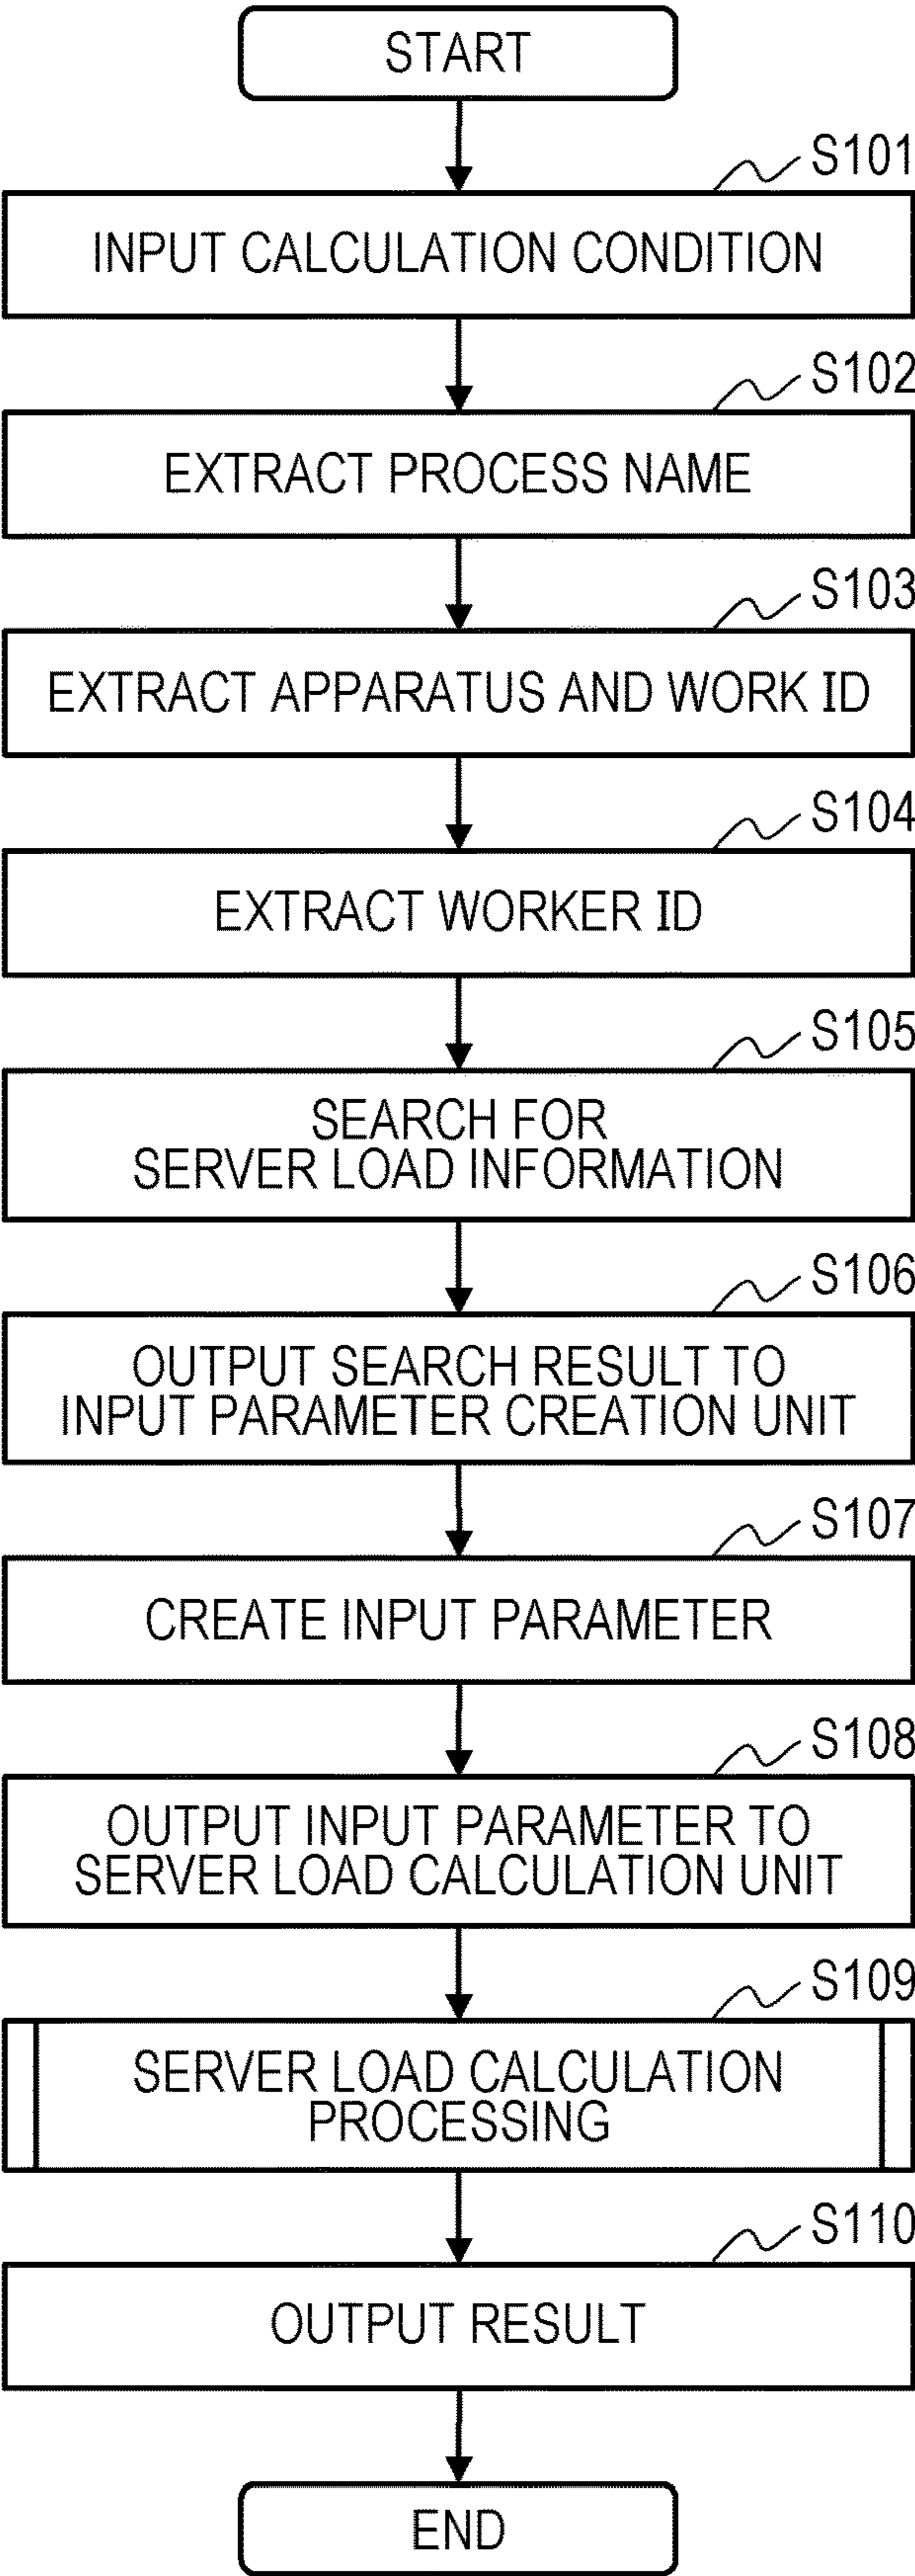 START
S101
INPUT CALCULATION CONDITION
S102
EXTRACT PROCESS NAME
S103
EXTRACT APPARATUS AND WORK ID
S104
EXTRACT WORKER ID
S105
SEARCH FOR
SERVER LOAD INFORMATION
S106
OUTPUT SEARCH RESULT TO
INPUT PARAMETER CREATION UNIT
S107
CREATE INPUT PARAMETER
S108
OUTPUT INPUT PARAMETER TO
SERVER LOAD CALCULATION UNIT
S109
SERVER LOAD CALCULATION
PROCESSING
S110
OUTPUT RESULT
END